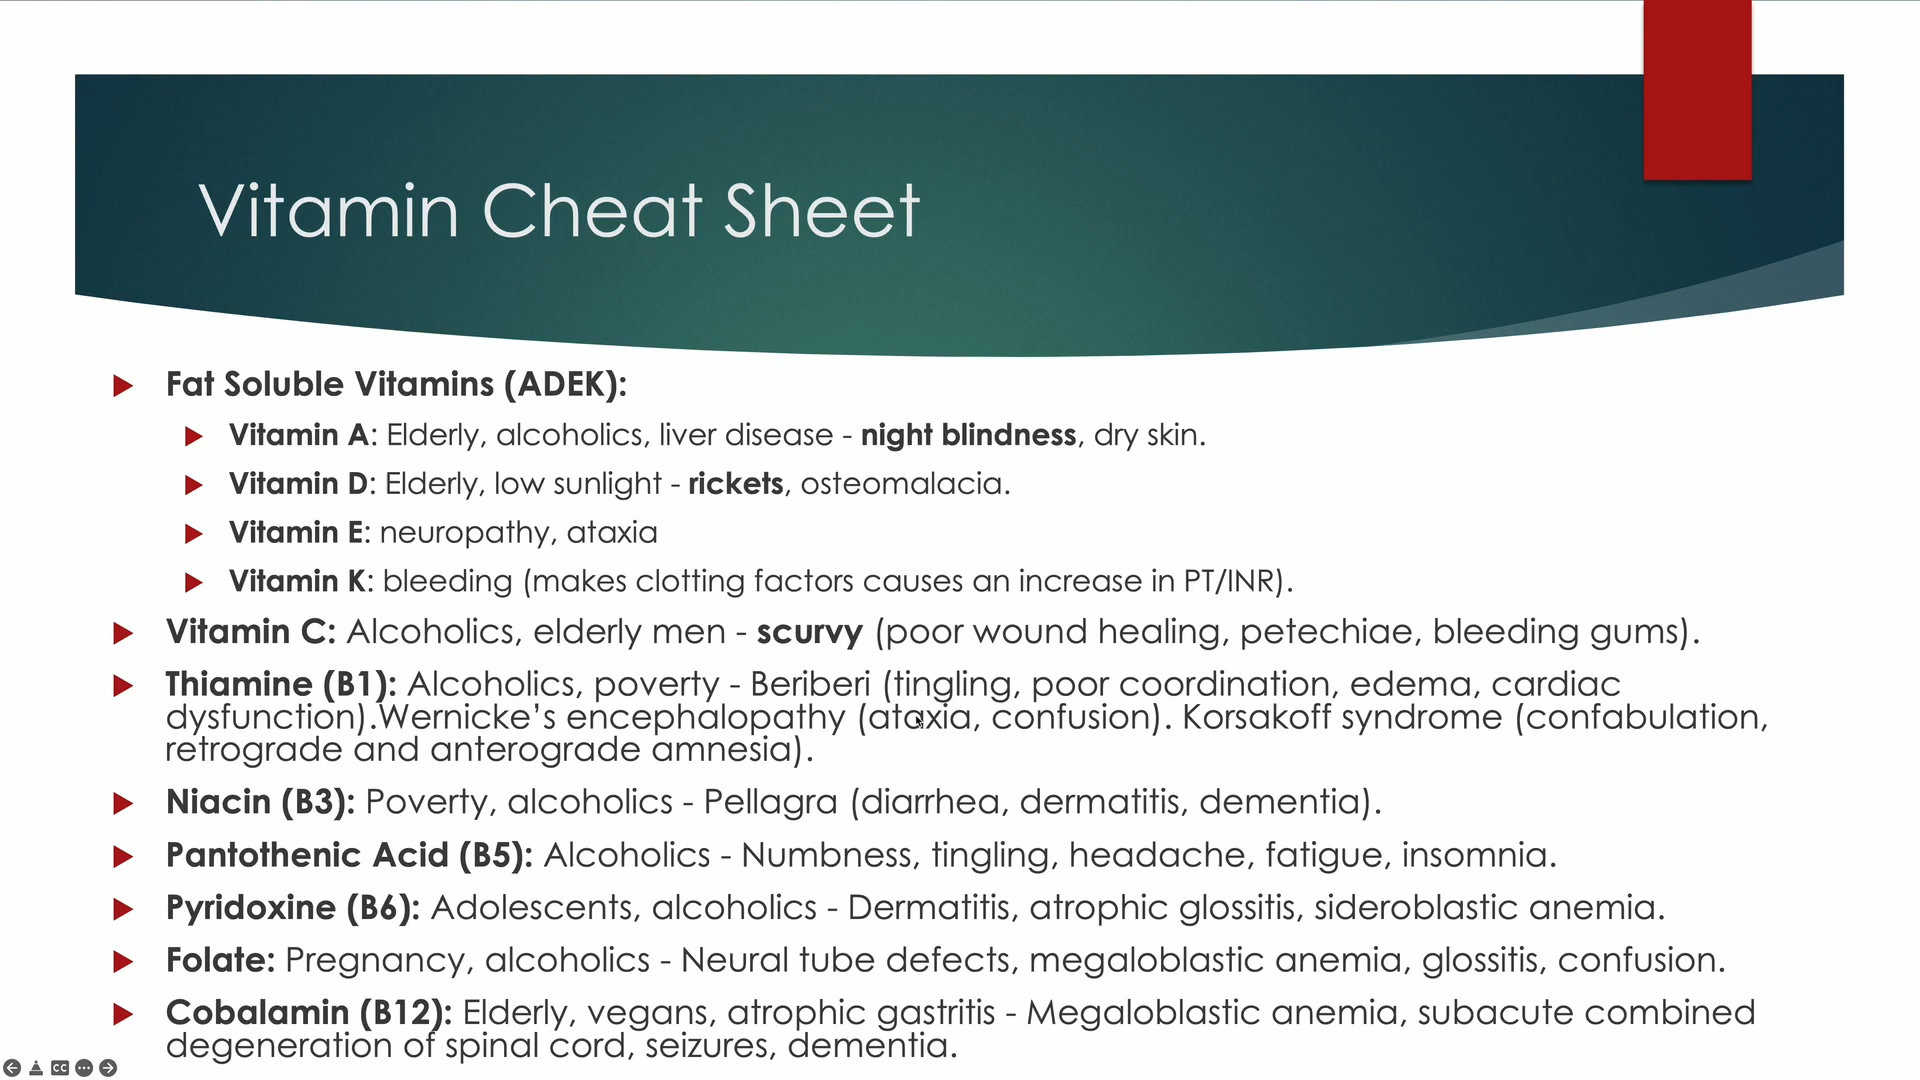 Vitamin Cheat Sheet
Fat Soluble Vitamins (ADEK):
Vitamin A: Elderly, alcoholics, liver disease - night blindness, dry skin.
Vitamin D: Elderly, low sunlight - rickets, osteomalacia.
Vitamin E: neuropathy, ataxia
Vitamin K: bleeding (makes clotting factors causes an increase in PT/INR).
Vitamin C: Alcoholics, elderly men - scurvy (poor wound healing, petechiae, bleeding gums).
Thiamine (B1): Alcoholics, poverty - Beriberi (tingling, poor coordination, edema, cardiac
dysfunction).Wernicke’s encephalopathy (ataxia, confusion). Korsakoff syndrome (confabulation,
retrograde and anterograde amnesia).
Niacin (B3): Poverty, alcoholics - Pellagra (diarrhea, dermatitis, dementia).
Pantothenic Acid (B5): Alcoholics - Numbness, tingling, headache, fatigue, insomnia.
Pyridoxine (B6): Adolescents, alcoholics - Dermatitis, atrophic glossitis, sideroblastic anemia.
Folate: Pregnancy, alcoholics - Neural tube defects, megaloblastic anemia, glossitis, confusion.
Cobalamin (B12): Elderly, vegans, atrophic gastritis - Megaloblastic anemia, subacute combined
degeneration of spinal cord, seizures, dementia.
CC